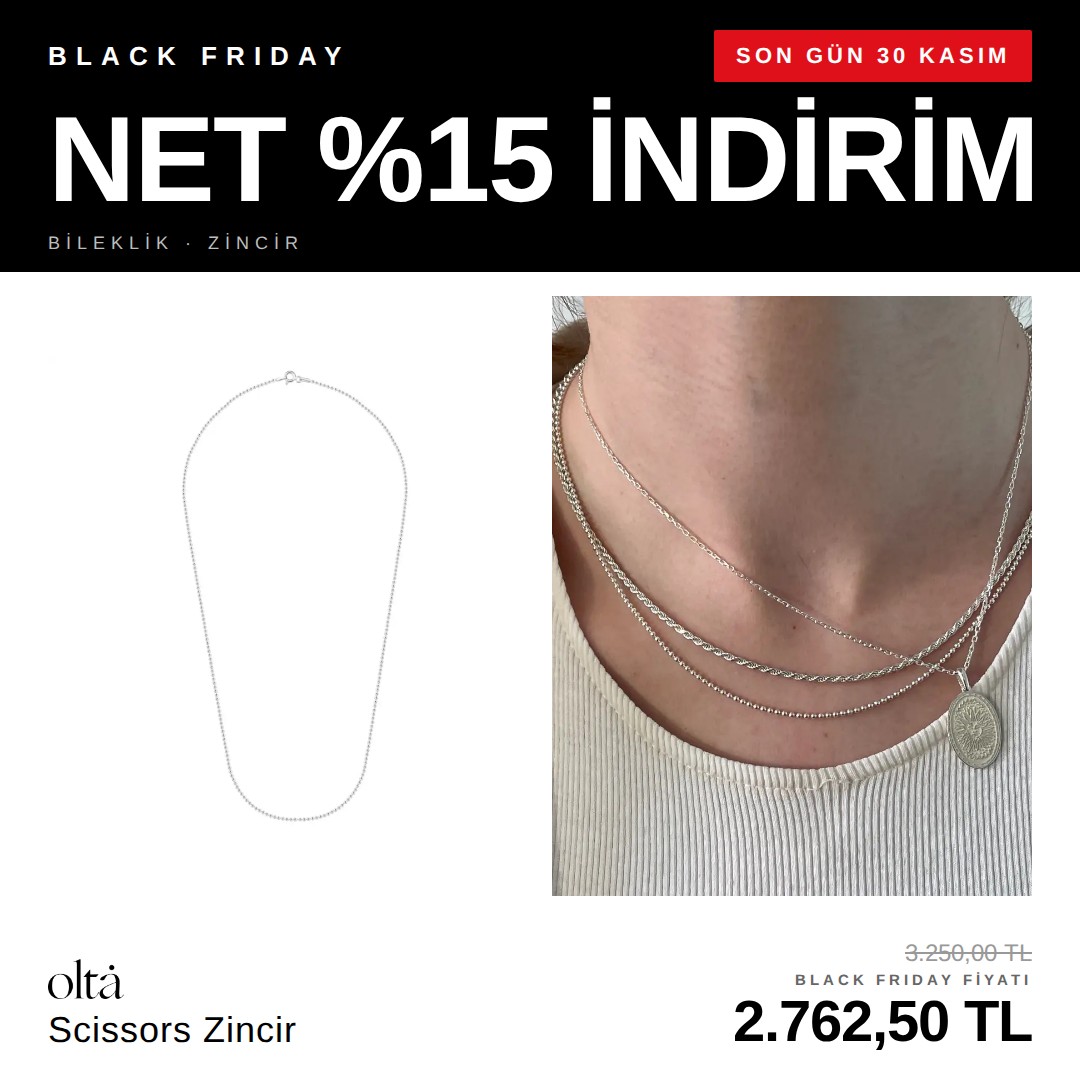 BLACK FRIDAY
SON GÜN 30 KASIM
NET %15 İNDİRİM
BİLEKLİK · ZİNCİR
olta
Scissors Zincir
3.250,00 TL
BLACK FRIDAY FİYATI
2.762,50 TL